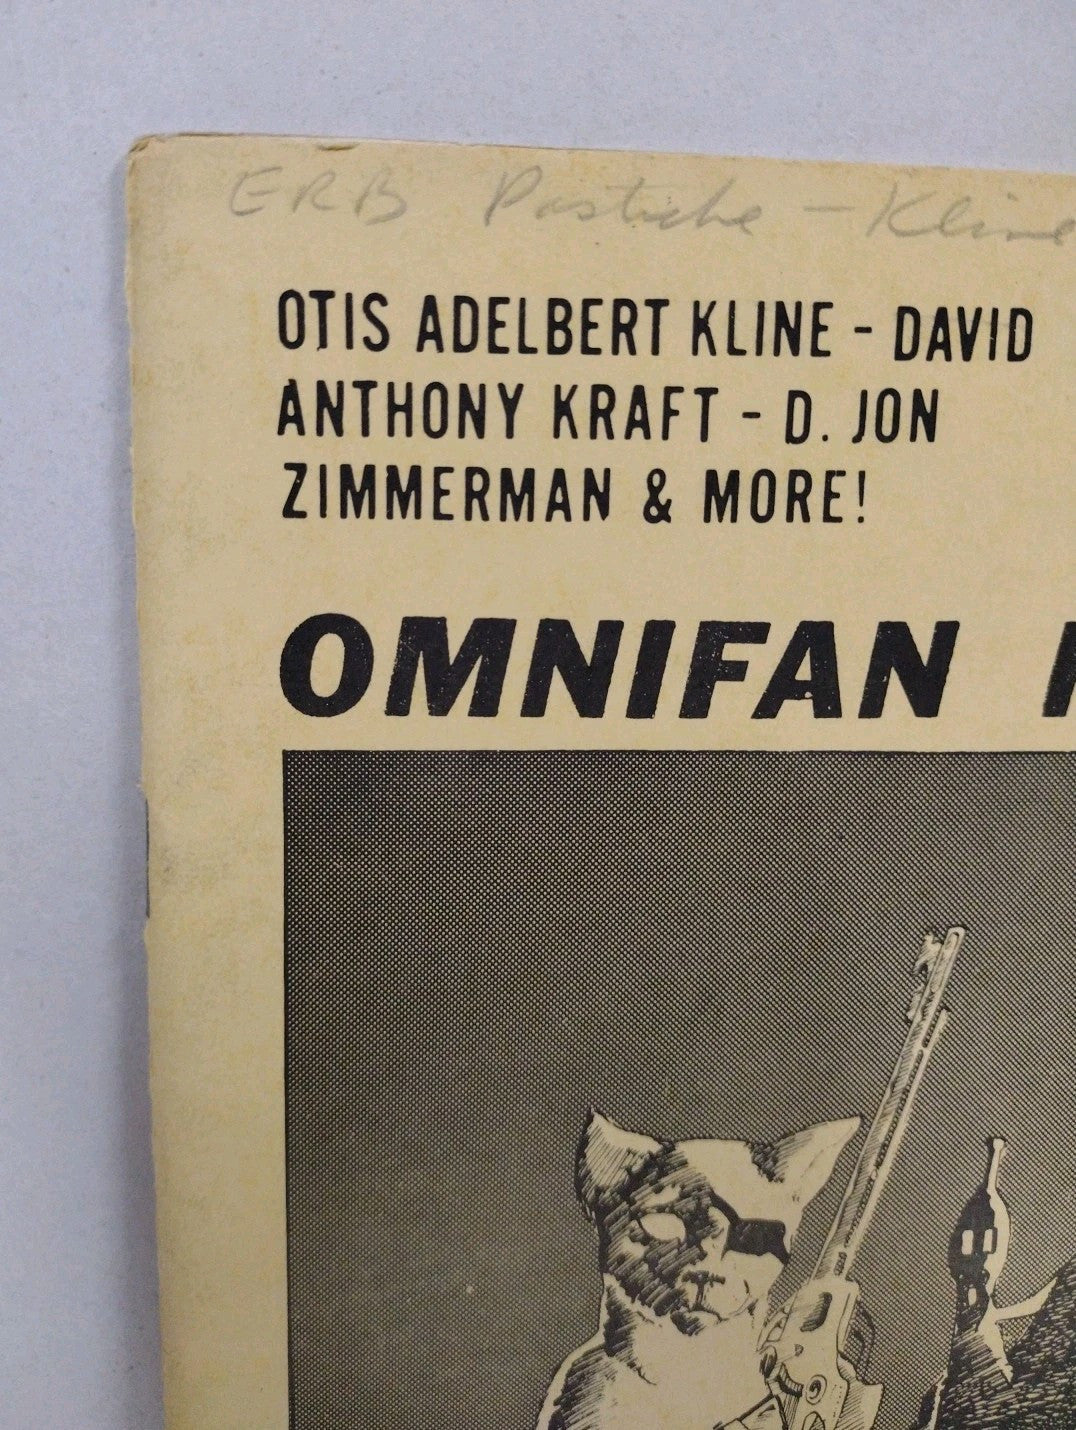 ERB Pastiche - Kline
OTIS ADELBERT KLINE - DAVID
ANTHONY KRAFT - D. JON
ZIMMERMAN & MORE!
OMNIFAN